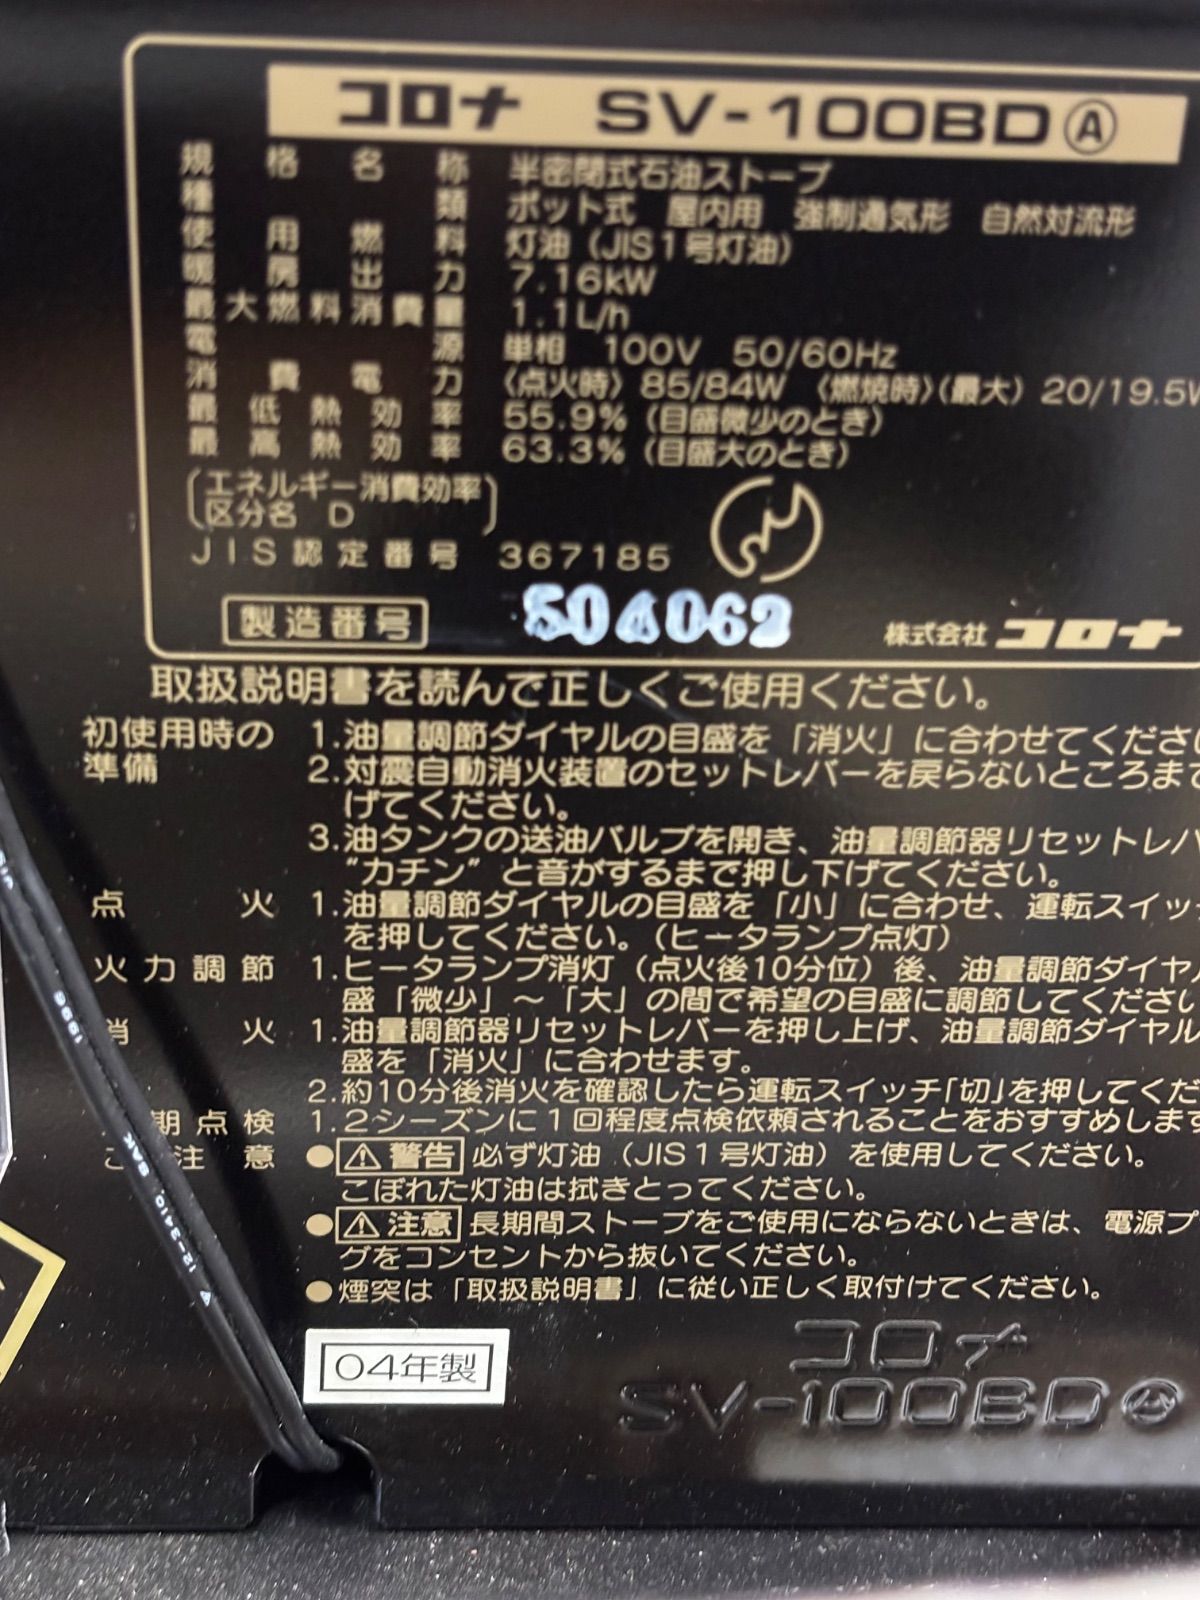 コロナ SV-100BD Ⓐ
規格名称 半密閉式石油ストーブ
種類 ポット式 屋内用 強制通気形 自然対流形
使用燃料 灯油（JIS1号灯油）
暖房出力 7.16kW
最大燃料消費量 1.1L/h
電源 単相 100V 50/60Hz
消費電力 〈点火時〉85/84W 〈燃焼時〉（最大）20/19.5W
最低熱効率 55.9％（目盛微少のとき）
最高熱効率 63.3％（目盛大のとき）
エネルギー消費効率
区分名 D
JIS認定番号 367185
製造番号 504062 株式会社 コロナ
取扱説明書を読んで正しくご使用ください。
初使用時の 1.油量調節ダイヤルの目盛を「消火」に合わせてくださ
準備 2.対震自動消火装置のセットレバーを戻らないところまで
げてください。
3.油タンクの送油バルブを開き、油量調節器リセットレバ
"カチン" と音がするまで押し下げてください。
点火 1.油量調節ダイヤルの目盛を「小」に合わせ、運転スイッ
を押してください。（ヒータランプ点灯）
火力調節 1.ヒータランプ消灯（点火後10分位）後、油量調節ダイヤ
盛「微少」～「大」の間で希望の目盛に調節してください
消火 1.油量調節器リセットレバーを押し上げ、油量調節ダイヤル
盛を「消火」に合わせます。
2.約10分後消火を確認したら運転スイッチ「切」を押してくだ
期点検 1.2シーズンに1回程度点検依頼されることをおすすめします
ご注意 ●⚠警告 必ず灯油（JIS1号灯油）を使用してください。
こぼれた灯油は拭きとってください。
●⚠注意 長期間ストーブをご使用にならないときは、電源プ
グをコンセントから抜いてください。
●煙突は「取扱説明書」に従い正しく取付けてください。
04年製
コロナ
SV-100BD Ⓐ